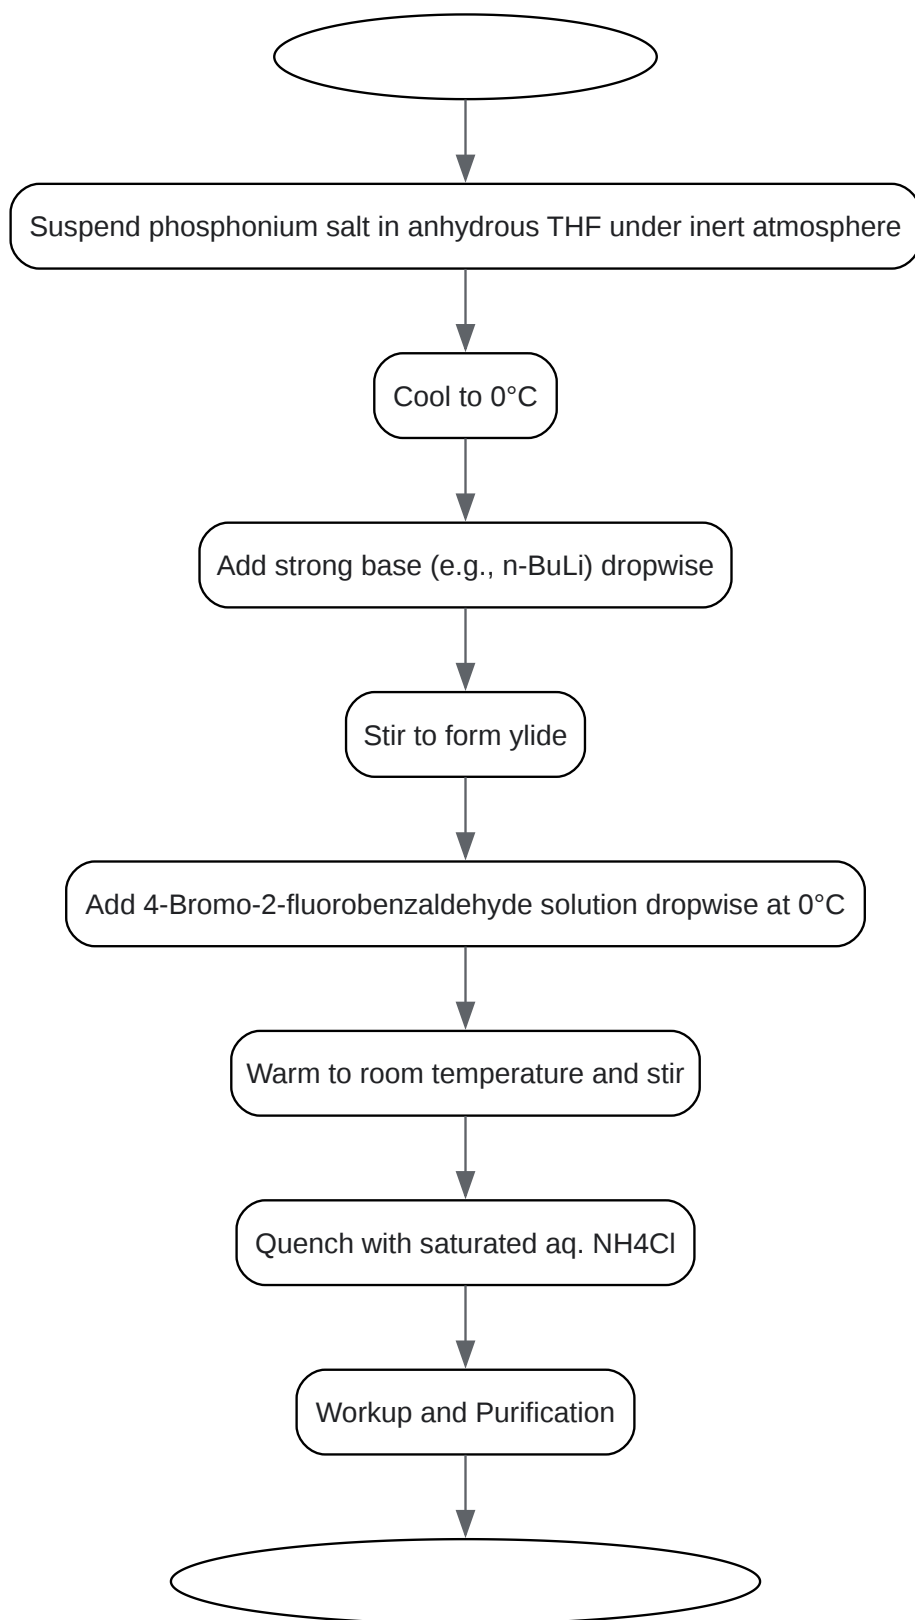 Suspend phosphonium salt in anhydrous THF under inert atmosphere
Cool to 0°C
Add strong base (e.g., n-BuLi) dropwise
Stir to form ylide
Add 4-Bromo-2-fluorobenzaldehyde solution dropwise at 0°C
Warm to room temperature and stir
Quench with saturated aq. NH4Cl
Workup and Purification